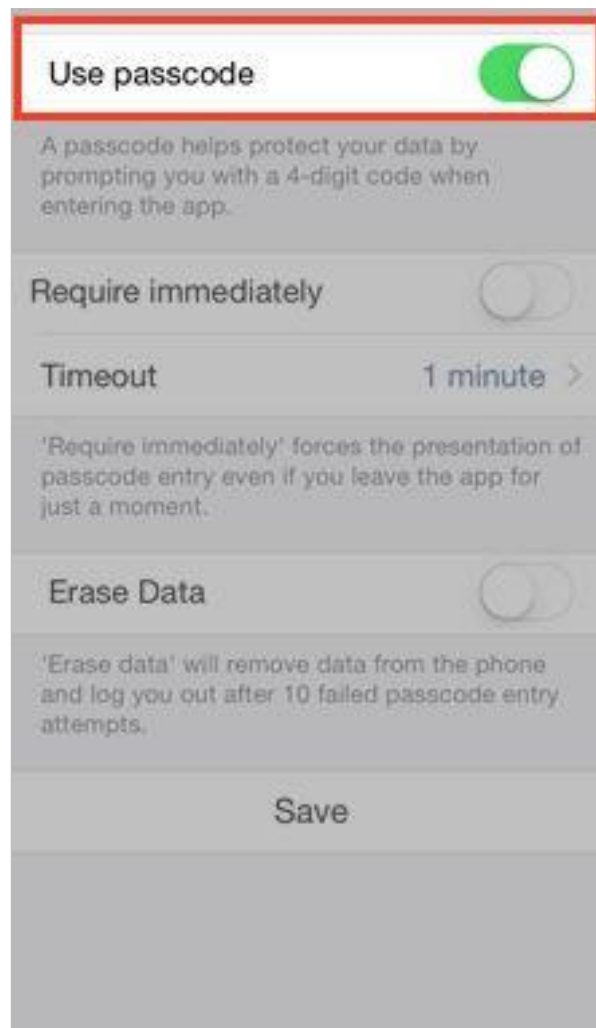 Use passcode
A passcode helps protect your data by
prompting you with a 4-digit code when
entering the app.
Require immediately
Timeout 1 minute >
'Require immediately' forces the presentation of
passcode entry even if you leave the app for
just a moment.
Erase Data
'Erase data' will remove data from the phone
and log you out after 10 failed passcode entry
attempts.
Save